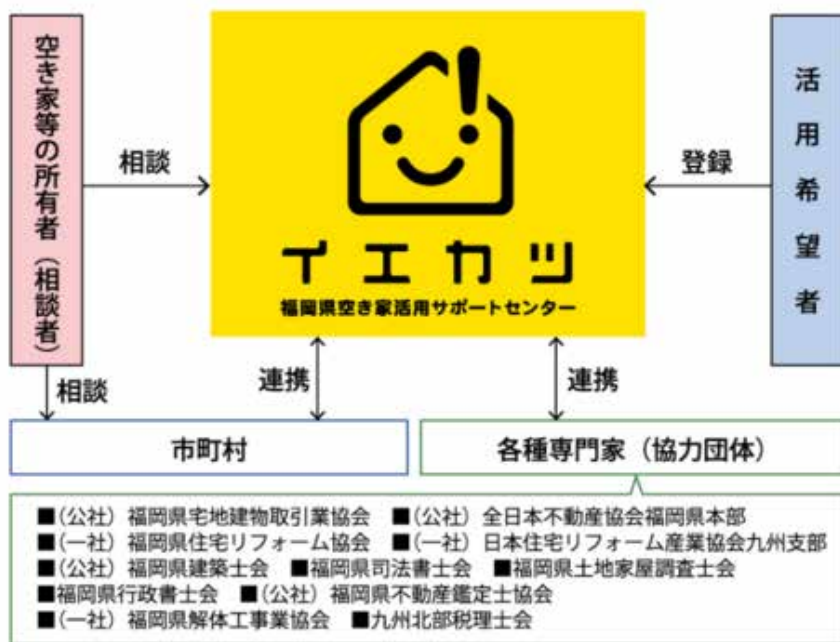 空き家等の所有者（相談者）
相談
イエカツ
福岡県空き家活用サポートセンター
登録
活用希望者
相談
連携
連携
市町村
各種専門家（協力団体）
■(公社）福岡県宅地建物取引業協会 ■(公社）全日本不動産協会福岡県本部
■(一社）福岡県住宅リフォーム協会 ■(一社）日本住宅リフォーム産業協会九州支部
■(公社）福岡県建築士会 ■福岡県司法書士会 ■福岡県土地家屋調査士会
■福岡県行政書士会 ■(公社）福岡県不動産鑑定士協会
■(一社）福岡県解体工事業協会 ■九州北部税理士会